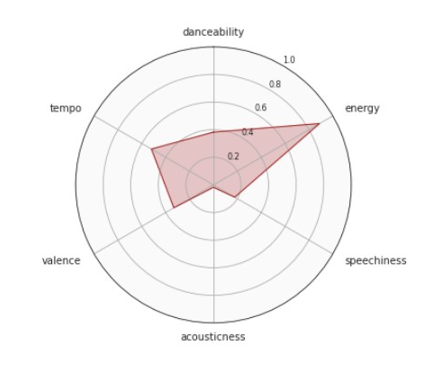 danceability
1.0
0.8
tempo
0.6
energy
0.4
0.2
valence
speechiness
acousticness